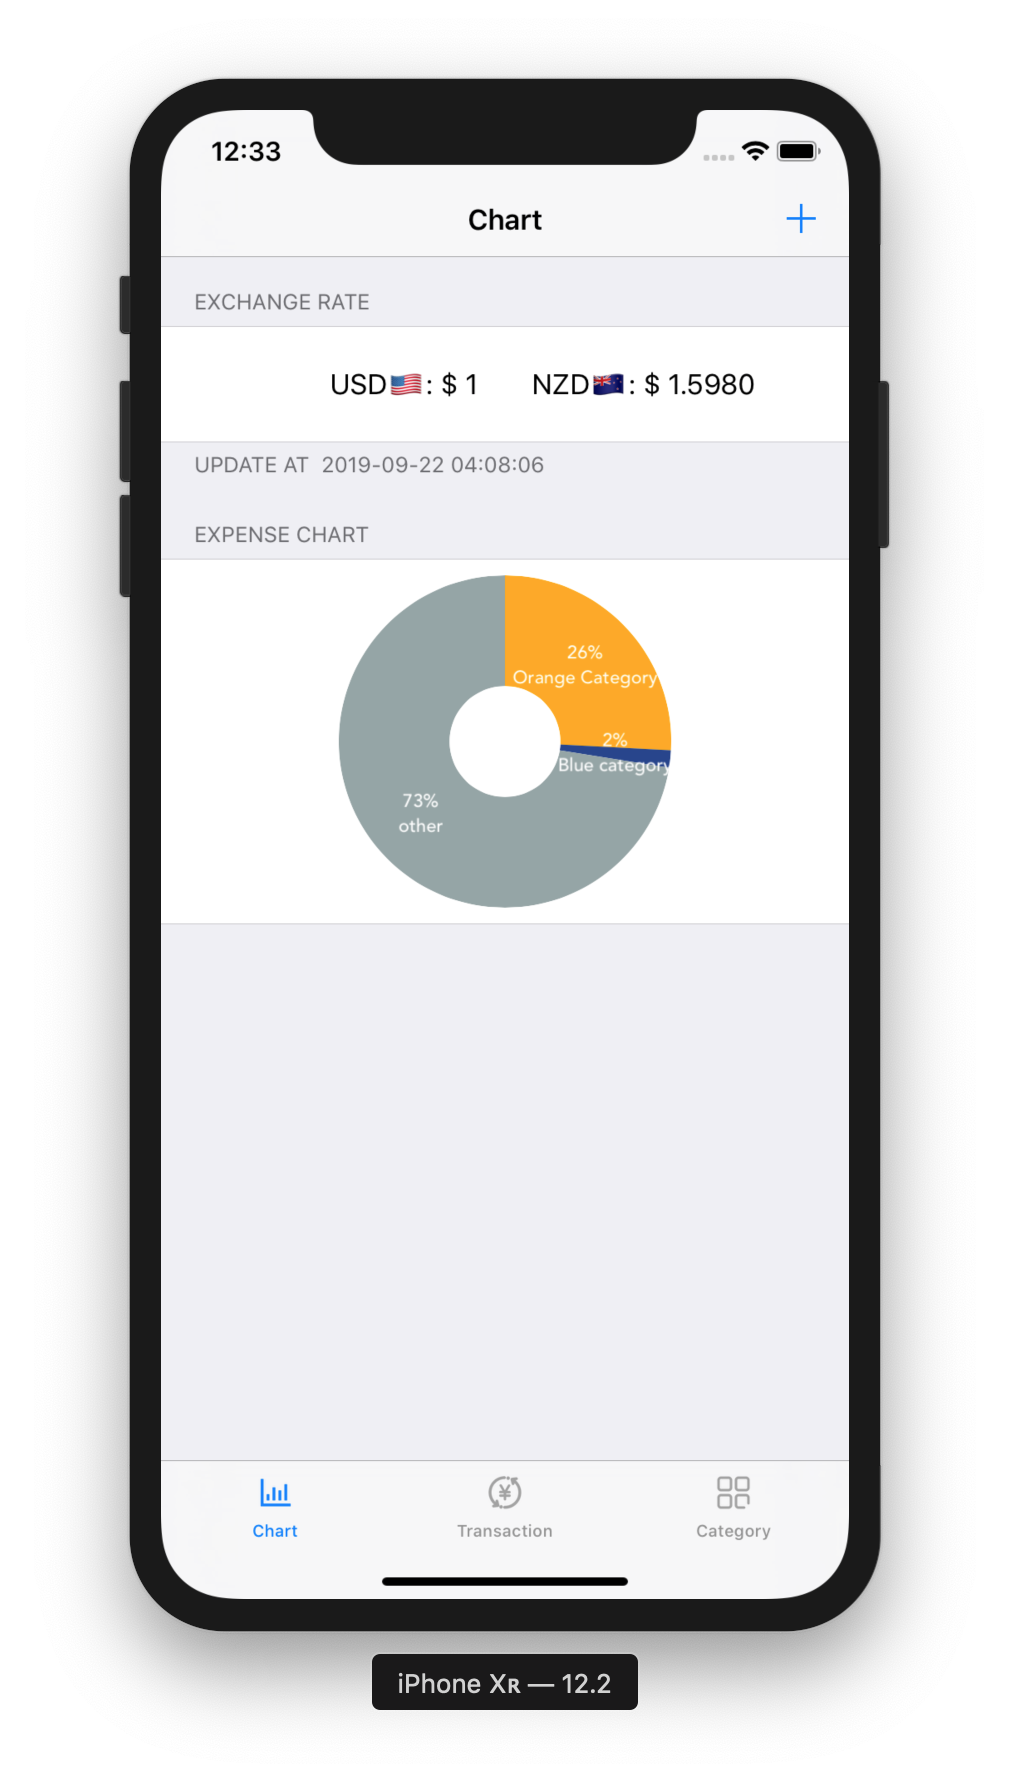 12:33
Chart
EXCHANGE RATE
USD🇺🇸: $ 1 NZD🇳🇿: $ 1.5980
UPDATE AT 2019-09-22 04:08:06
EXPENSE CHART
26%
Orange Category
2%
Blue category
73%
other
Chart Transaction Category
iPhone Xʀ — 12.2